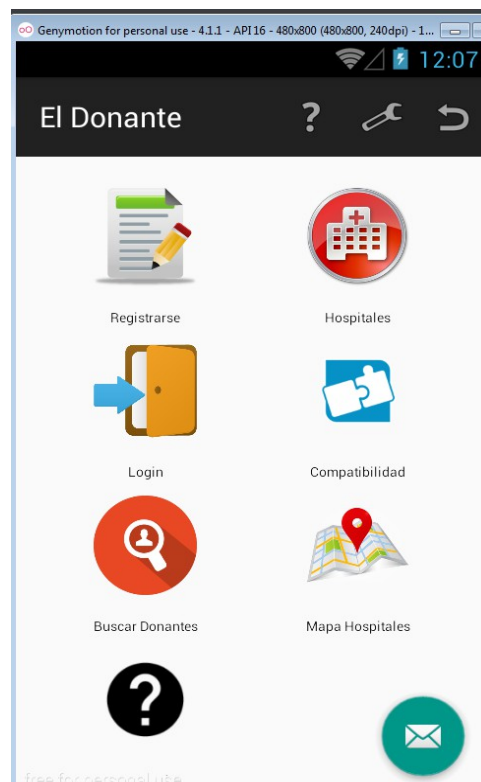 Genymotion for personal use - 4.1.1 - API 16 - 480x800 (480x800, 240dpi) - 1...
12:07
El Donante
?
Registrarse
Hospitales
Login
Compatibilidad
Buscar Donantes
Mapa Hospitales
?
free for personal use